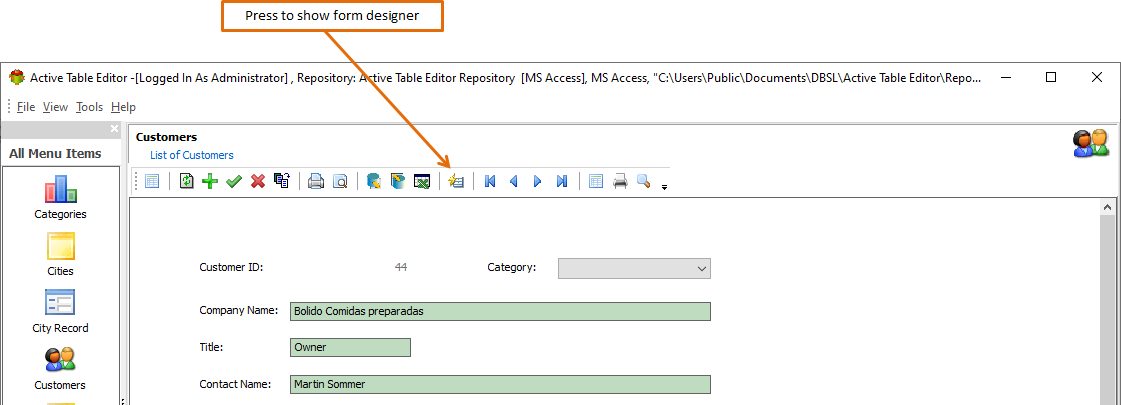 Press to show form designer
Active Table Editor -[Logged In As Administrator] , Repository: Active Table Editor Repository  [MS Access], MS Access, "C:\Users\Public\Documents\DBSL\Active Table Editor\Repo...
File View Tools Help
All Menu Items
Customers
List of Customers
Categories
Cities
City Record
Customers
Customer ID: 44 Category:
Company Name: Bolido Comidas preparadas
Title: Owner
Contact Name: Martin Sommer